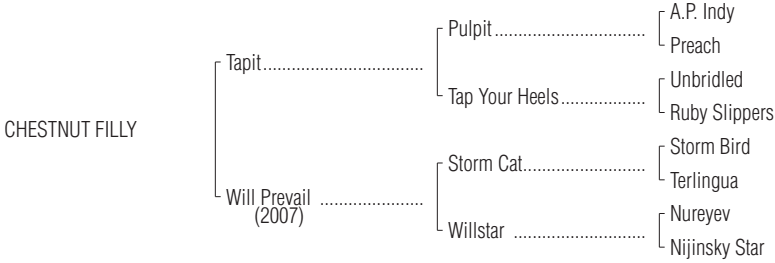 A.P. Indy
Pulpit..................................
Preach
Tapit....................................
Unbridled
Tap Your Heels...................
Ruby Slippers
CHESTNUT FILLY
Storm Bird
Storm Cat...........................
Terlingua
Will Prevail .......................
(2007)
Nureyev
Willstar .............................
Nijinsky Star